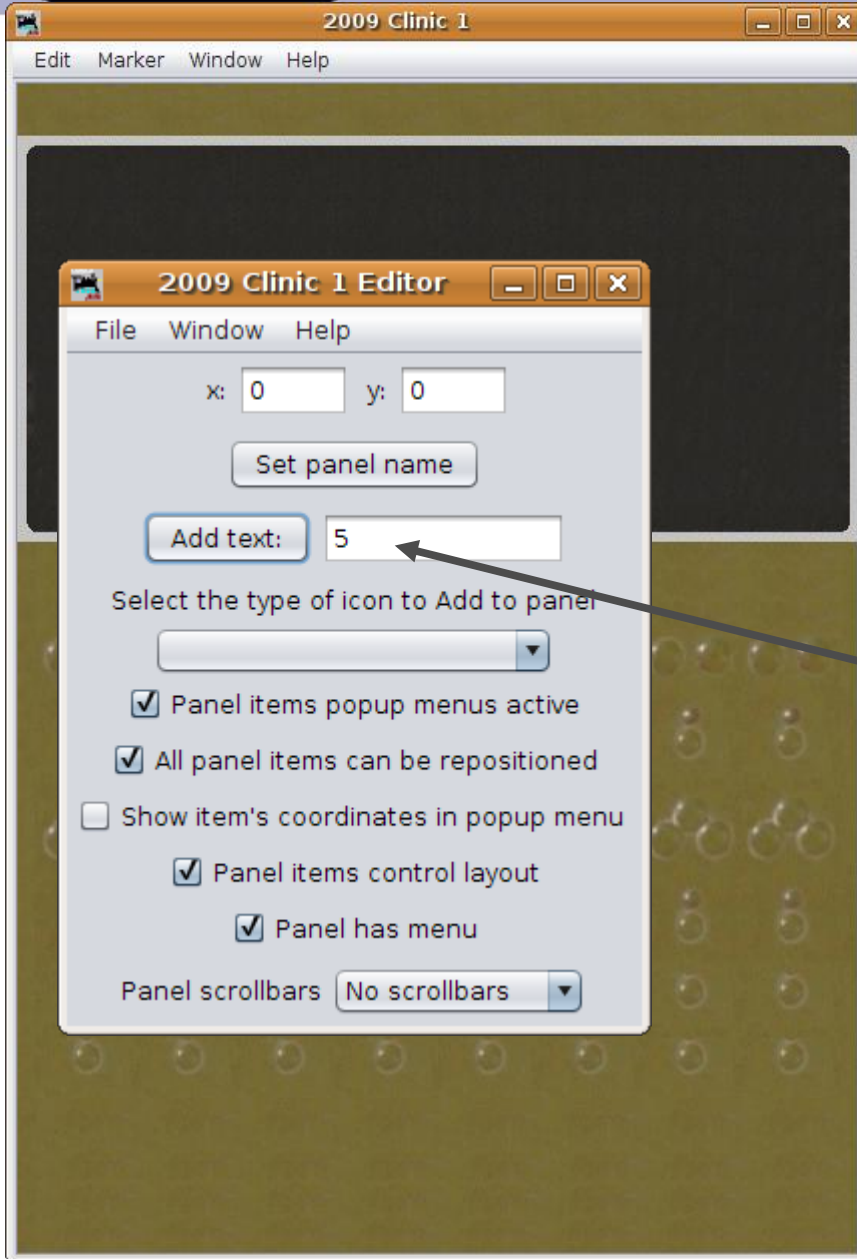 2009 Clinic 1
Edit Marker Window Help
2009 Clinic 1 Editor
File Window Help
x: 0 y: 0
Set panel name
Add text: 5
Select the type of icon to Add to panel
Panel items popup menus active
All panel items can be repositioned
Show item's coordinates in popup menu
Panel items control layout
Panel has menu
Panel scrollbars No scrollbars